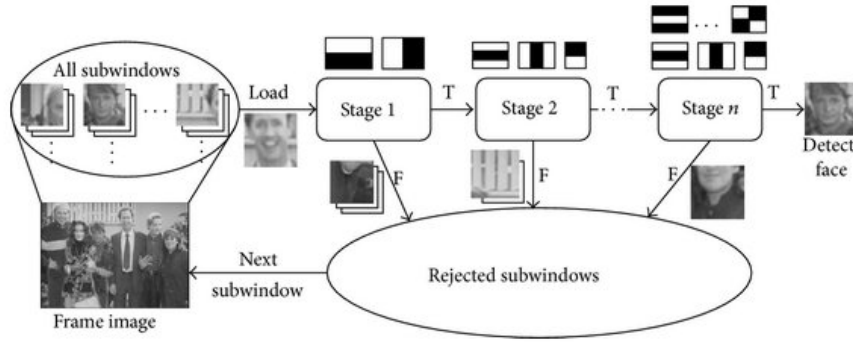 All subwindows
Load
Stage 1
T
Stage 2
T
Stage n
T
Detect
face
F
F
F
Rejected subwindows
Next
subwindow
Frame image